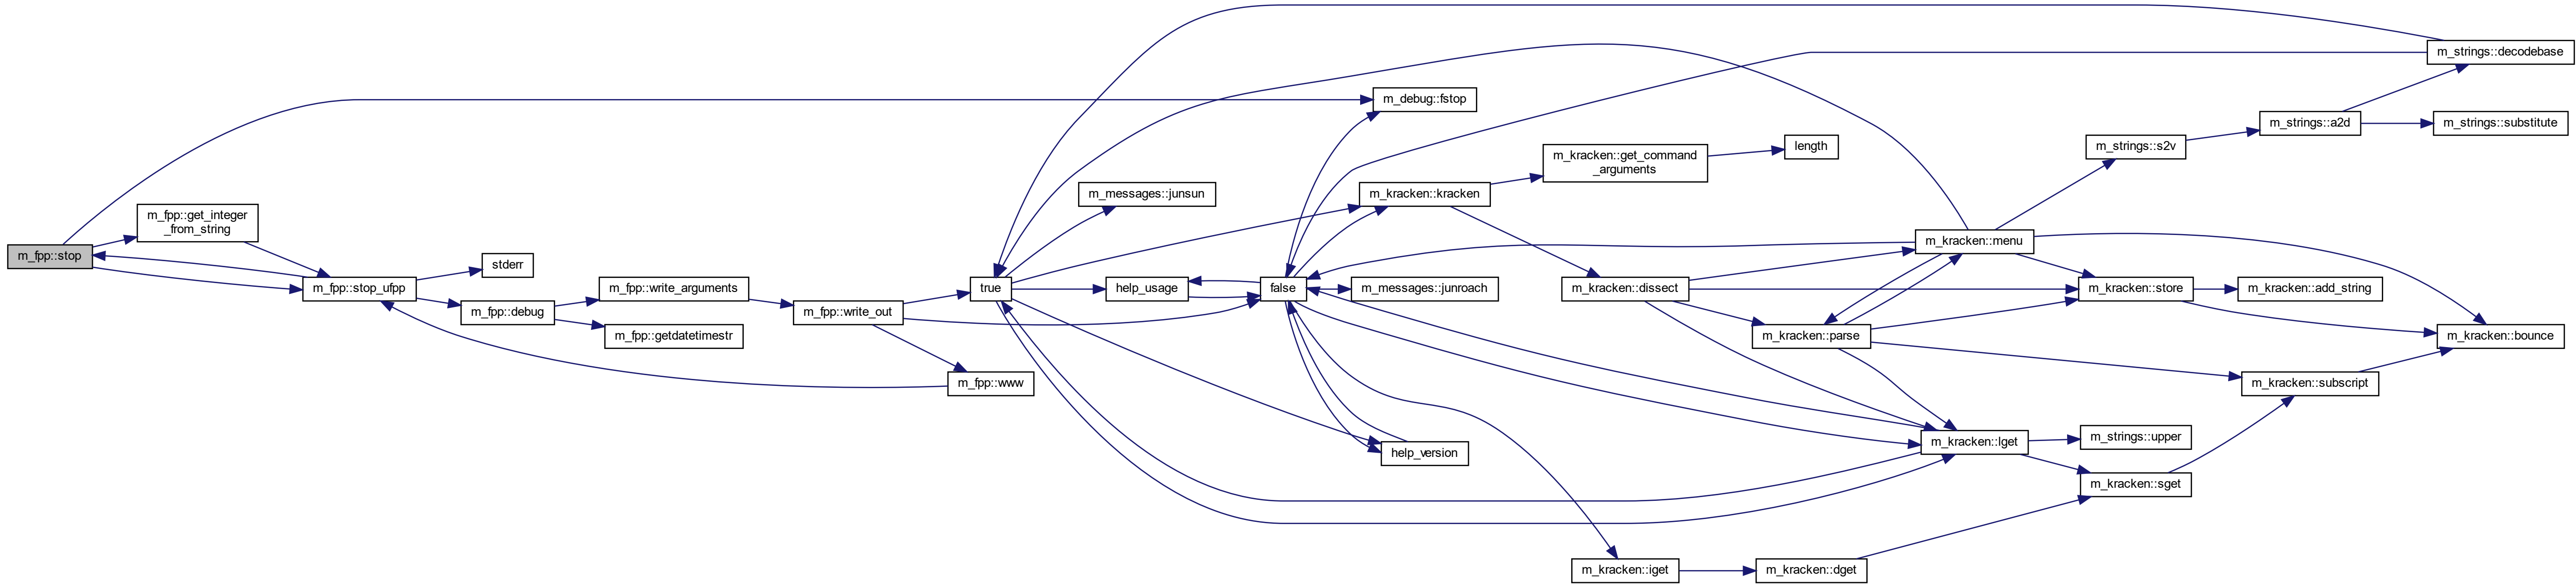 m_fpp::stop
m_fpp::get_integer
_from_string
m_fpp::stop_ufpp
stderr
m_fpp::debug
m_fpp::write_arguments
m_fpp::getdatetimestr
m_fpp::write_out
m_fpp::www
true
m_messages::junsun
help_usage
false
m_debug::fstop
m_kracken::kracken
m_messages::junroach
help_version
m_kracken::get_command
_arguments
length
m_kracken::dissect
m_kracken::iget
m_kracken::parse
m_kracken::dget
m_kracken::menu
m_kracken::lget
m_strings::s2v
m_kracken::store
m_strings::upper
m_kracken::sget
m_strings::a2d
m_kracken::add_string
m_kracken::subscript
m_strings::decodebase
m_strings::substitute
m_kracken::bounce